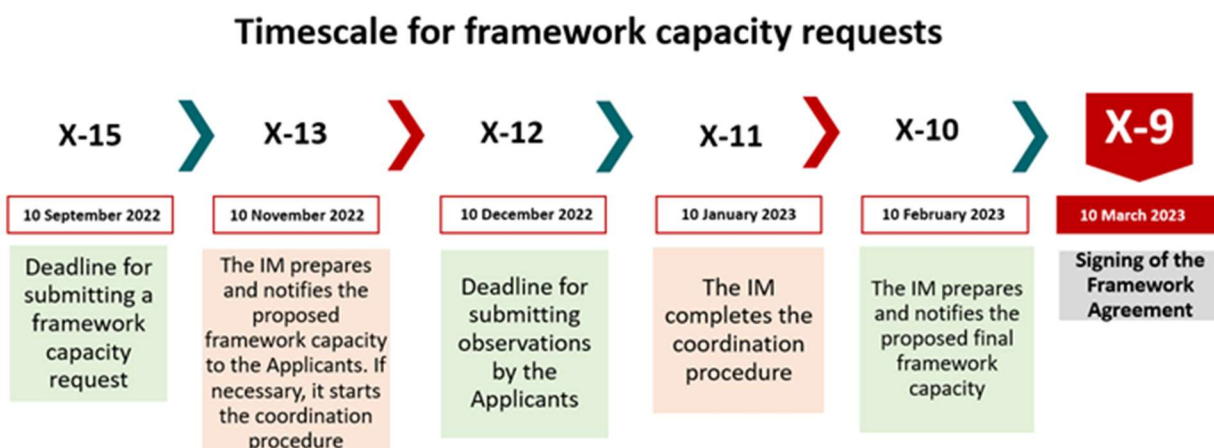 Timescale for framework capacity requests
X-15
X-13
X-12
X-11
X-10
X-9
10 September 2022
10 November 2022
10 December 2022
10 January 2023
10 February 2023
10 March 2023
Deadline for
submitting a
framework
capacity
request
The IM prepares
and notifies the
proposed
framework capacity
to the Applicants. If
necessary, it starts
the coordination
procedure
Deadline for
submitting
observations
by the
Applicants
The IM
completes the
coordination
procedure
The IM prepares
and notifies the
proposed final
framework
capacity
Signing of the
Framework
Agreement